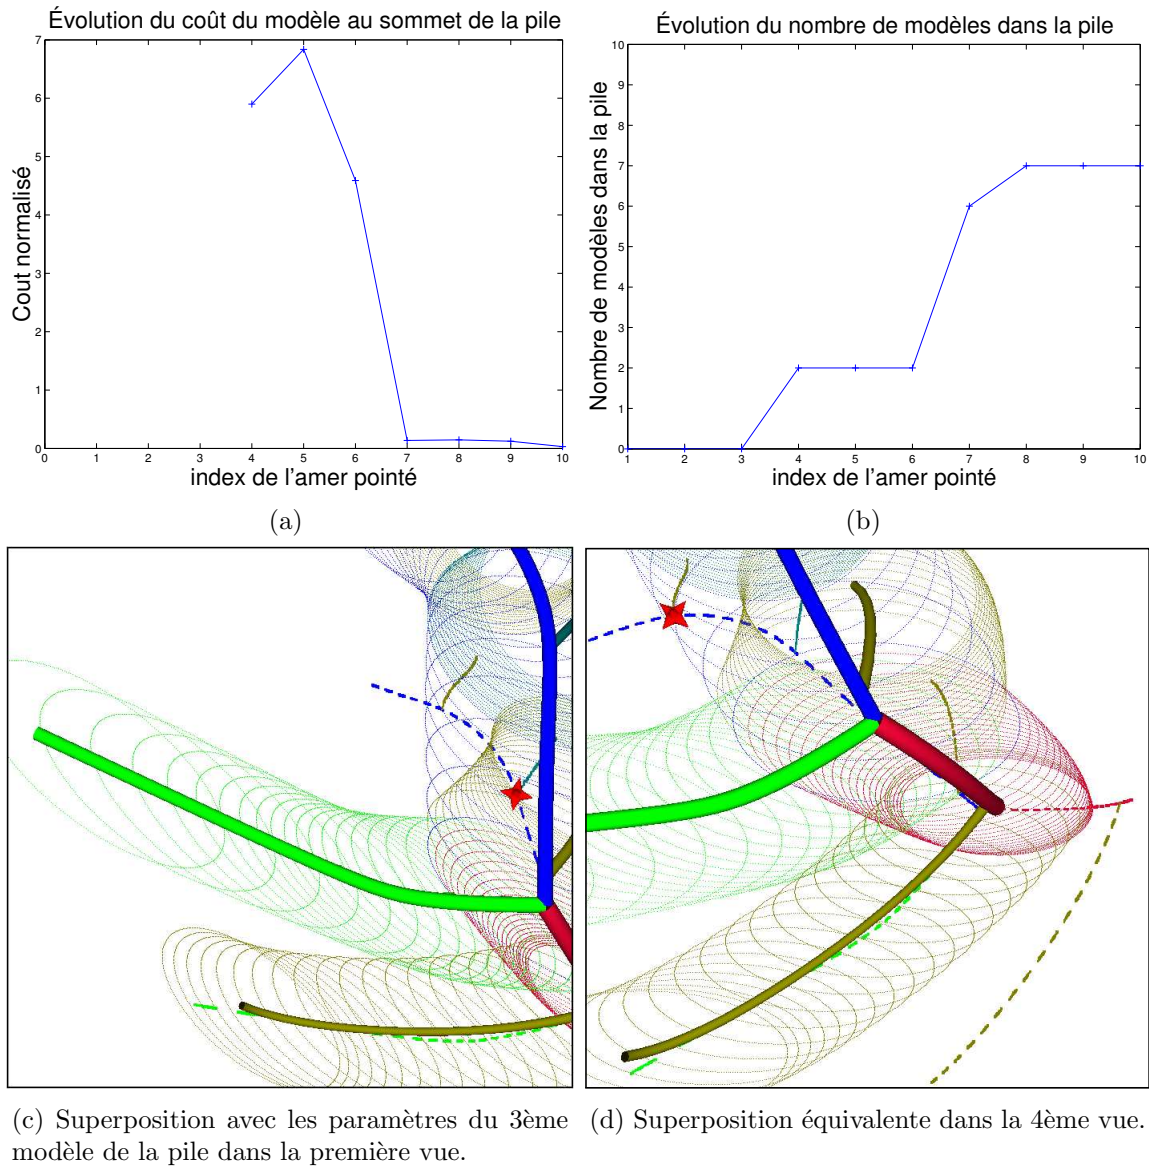 Évolution du coût du modèle au sommet de la pile
7
6
5
4
3
2
1
0
Cout normalisé
0 1 2 3 4 5 6 7 8 9 10
index de l'amer pointé
(a)
Évolution du nombre de modèles dans la pile
10
9
8
7
6
5
4
3
2
1
0
Nombre de modèles dans la pile
1 2 3 4 5 6 7 8 9 10
index de l'amer pointé
(b)
(c) Superposition avec les paramètres du 3ème
modèle de la pile dans la première vue.
(d) Superposition équivalente dans la 4ème vue.